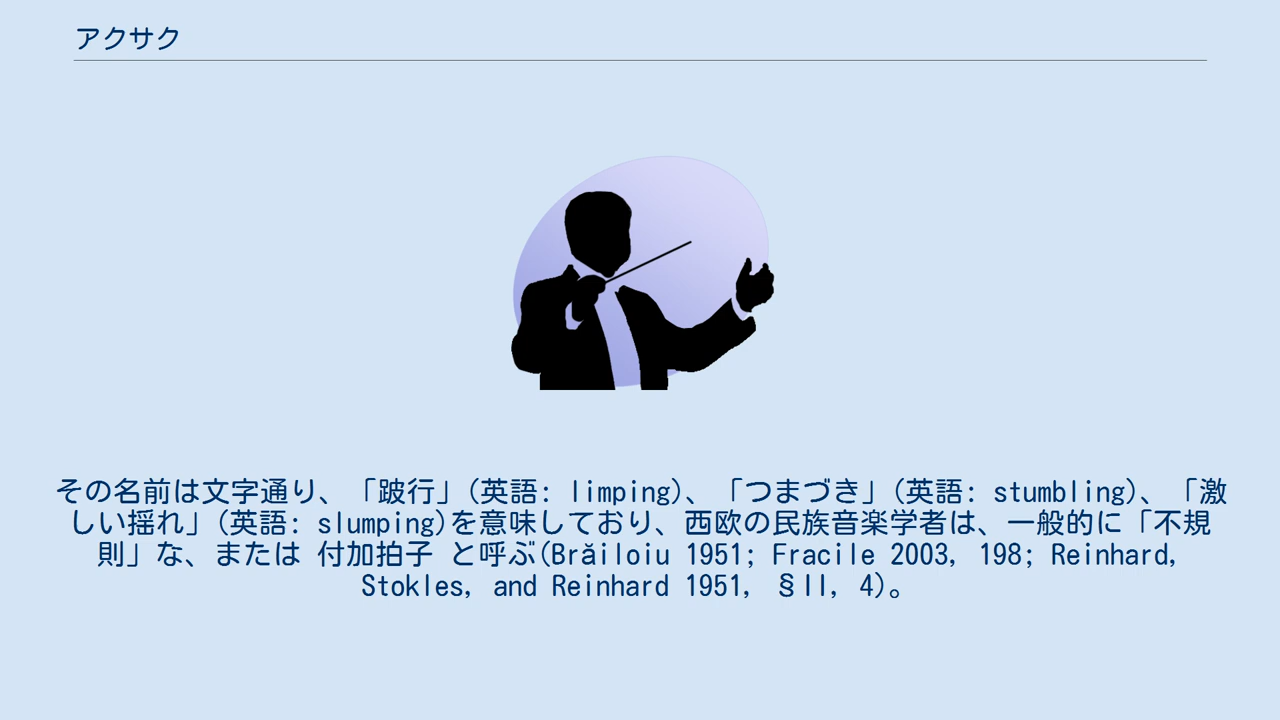 アクサク
その名前は文字通り、「跛行」(英語: limping)、「つまづき」(英語: stumbling)、「激
しい揺れ」(英語: slumping)を意味しており、西欧の民族音楽学者は、一般的に「不規
則」な、または 付加拍子 と呼ぶ(Brăiloiu 1951; Fracile 2003, 198; Reinhard,
Stokles, and Reinhard 1951, §II, 4)。